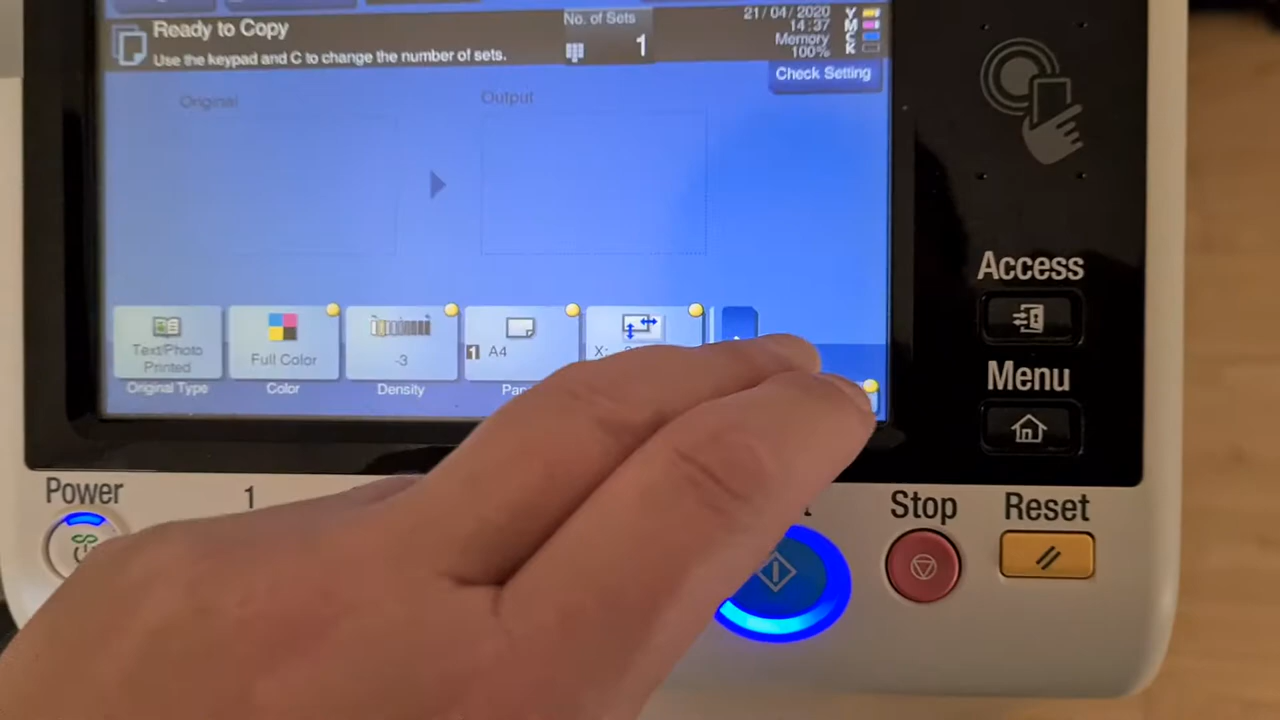 Ready to Copy
Use the keypad and C to change the number of sets.
No. of Sets
1
21/04/2020
14:37
Memory
100%
Y
M
C
K
Check Setting
Original
Output
Text/Photo
Printed
Full Color
-3
1 A4
X:
Original Type
Color
Density
Access
Menu
Power
1
Stop
Reset